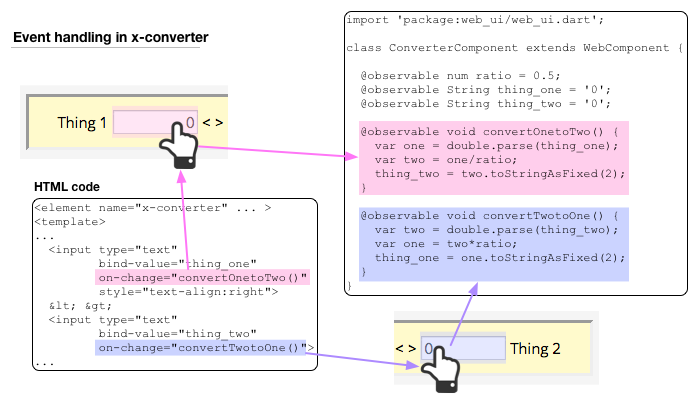 Event handling in x-converter
Thing 1 0 < >
HTML code
<element name="x-converter" ... >
<template>
...
<input type="text"
bind-value="thing_one"
on-change="convertOnetoTwo()"
style="text-align:right">
&lt; &gt;
<input type="text"
bind-value="thing_two"
on-change="convertTwotoOne()">
...
import 'package:web_ui/web_ui.dart';
class ConverterComponent extends WebComponent {
@observable num ratio = 0.5;
@observable String thing_one = '0';
@observable String thing_two = '0';
@observable void convertOnetoTwo() {
var one = double.parse(thing_one);
var two = one/ratio;
thing_two = two.toStringAsFixed(2);
}
@observable void convertTwotoOne() {
var two = double.parse(thing_two);
var one = two*ratio;
thing_one = one.toStringAsFixed(2);
}
}
< > 0 Thing 2